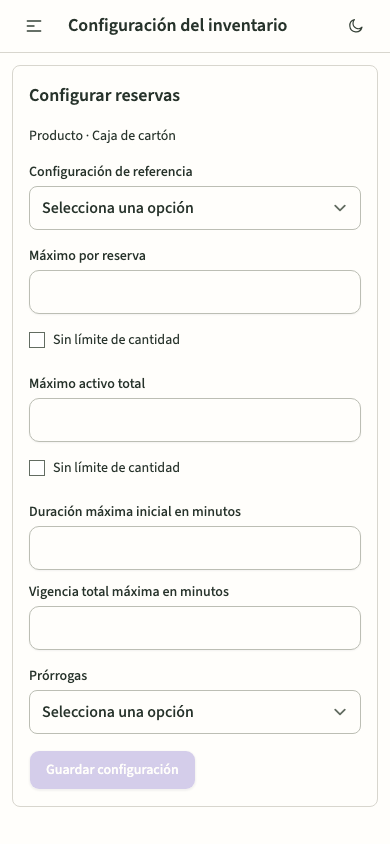 Configuración del inventario
Configurar reservas
Producto · Caja de cartón
Configuración de referencia
Selecciona una opción
Máximo por reserva
Sin límite de cantidad
Máximo activo total
Sin límite de cantidad
Duración máxima inicial en minutos
Vigencia total máxima en minutos
Prórrogas
Selecciona una opción
Guardar configuración